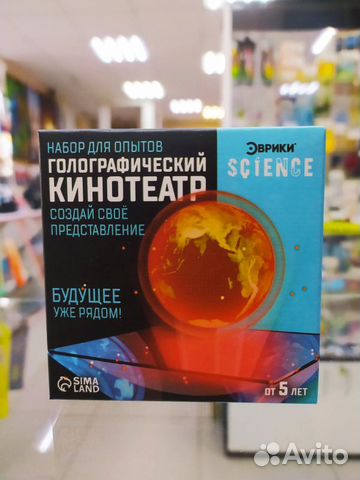 НАБОР ДЛЯ ОПЫТОВ
ГОЛОГРАФИЧЕСКИЙ
КИНОТЕАТР
СОЗДАЙ СВОЁ
ПРЕДСТАВЛЕНИЕ
ЭВРИКИ
SCIENCE
БУДУЩЕЕ
УЖЕ РЯДОМ!
SIMA
LAND
ОТ 5 ЛЕТ
Avito